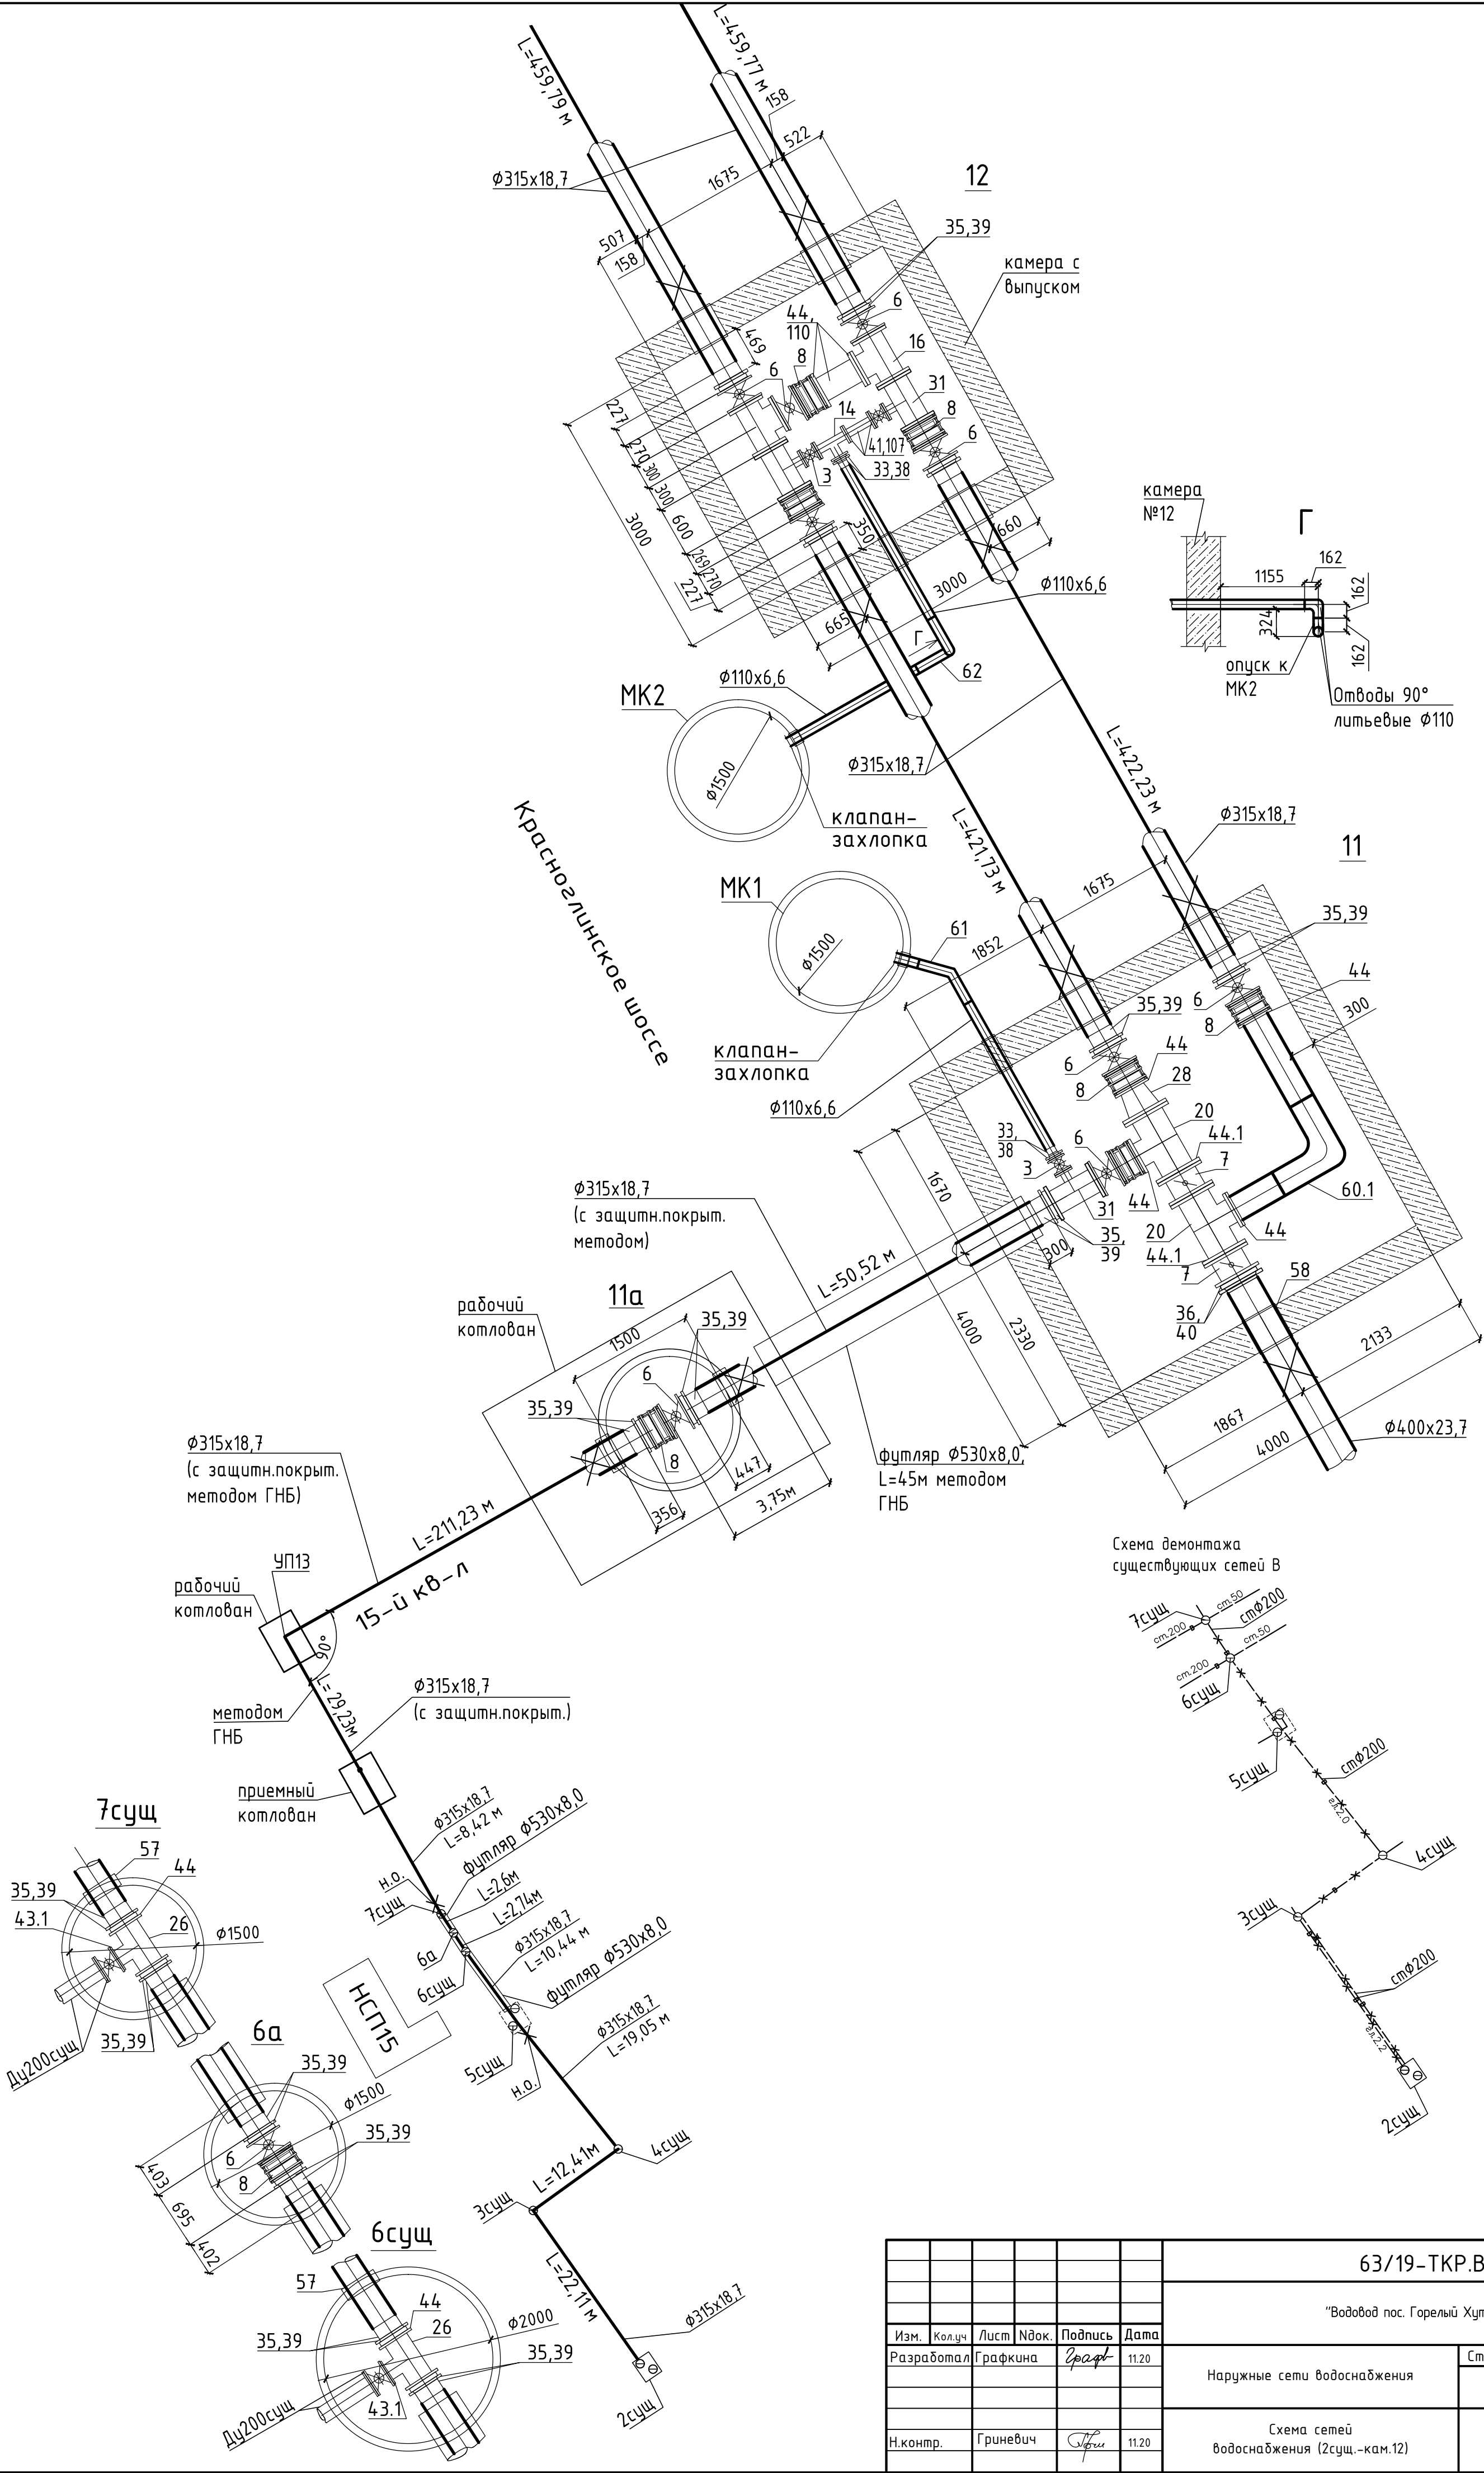 L=459,79 м
L=459,77 м
158
522
1675
Ф315х18,7
507
158
12
35,39
камера с
выпуском
6
44,
110
16
469
8
6
31
14
8
41,107
6
33,38
3
227
270
300
300
600
269
270
227
3000
350
660
3000
665
Ф110х6,6
Г
62
Ф110х6,6
МК2
Ф1500
клапан-
захлопка
Ф315х18,7
L=422,23 м
L=421,73 м
камера
№12
Г
162
1155
162
324
162
опуск к
МК2
Отводы 90°
литьевые Ф110
Красноглинское шоссе
МК1
Ф1500
61
1852
1675
Ф315х18,7
11
35,39
44
6
8
300
35,39
6
44
8
28
20
44.1
7
60.1
клапан-
захлопка
Ф110х6,6
33,
38
3
6
31
44
35,
39
20
44.1
7
44
58
36,
40
300
1670
2330
4000
2133
1867
4000
Ф400х23,7
Ф315х18,7
(с защитн.покрыт.
методом)
L=50,52 м
рабочий
котлован
11а
1500
35,39
6
35,39
8
447
356
3,75м
футляр Ф530х8,0,
L=45м методом
ГНБ
Ф315х18,7
(с защитн.покрыт.
методом ГНБ)
L=211,23 м
15-й кв-л
УП13
рабочий
котлован
90°
L= 29,23м
методом
ГНБ
Ф315х18,7
(с защитн.покрыт.)
приемный
котлован
Ф315х18,7
L=8,42 м
футляр Ф530х8,0
н.о.
7сущ
L=2,6м
L=2,74м
6а
6сущ
Ф315х18,7
L=10,44 м
футляр Ф530х8,0
5сущ
н.о.
Ф315х18,7
L=19,05 м
4сущ
L=12,41м
3сущ
L=22,11 м
Ф315х18,7
2сущ
НСП15
7сущ
57
44
35,39
43.1
26
Ф1500
35,39
Ду200сущ
6а
35,39
Ф1500
35,39
6
8
403
695
402
6сущ
57
44
26
35,39
Ф2000
35,39
43.1
Ду200сущ
Схема демонтажа
существующих сетей В
7сущ
ст.50
стФ200
ст.200
ст.50
ст.200
6сущ
5сущ
стФ200
гл.2.0
4сущ
3сущ
стФ200
гл.2.2
2сущ
63/19-ТКР.В
"Водовод пос. Горелый Хут
Изм. Кол.уч Лист Nдок. Подпись Дата
Разработал Графкина 11.20
Наружные сети водоснабжения
Ст
Н.контр. Гриневич 11.20
Схема сетей
водоснабжения (2сущ.-кам.12)